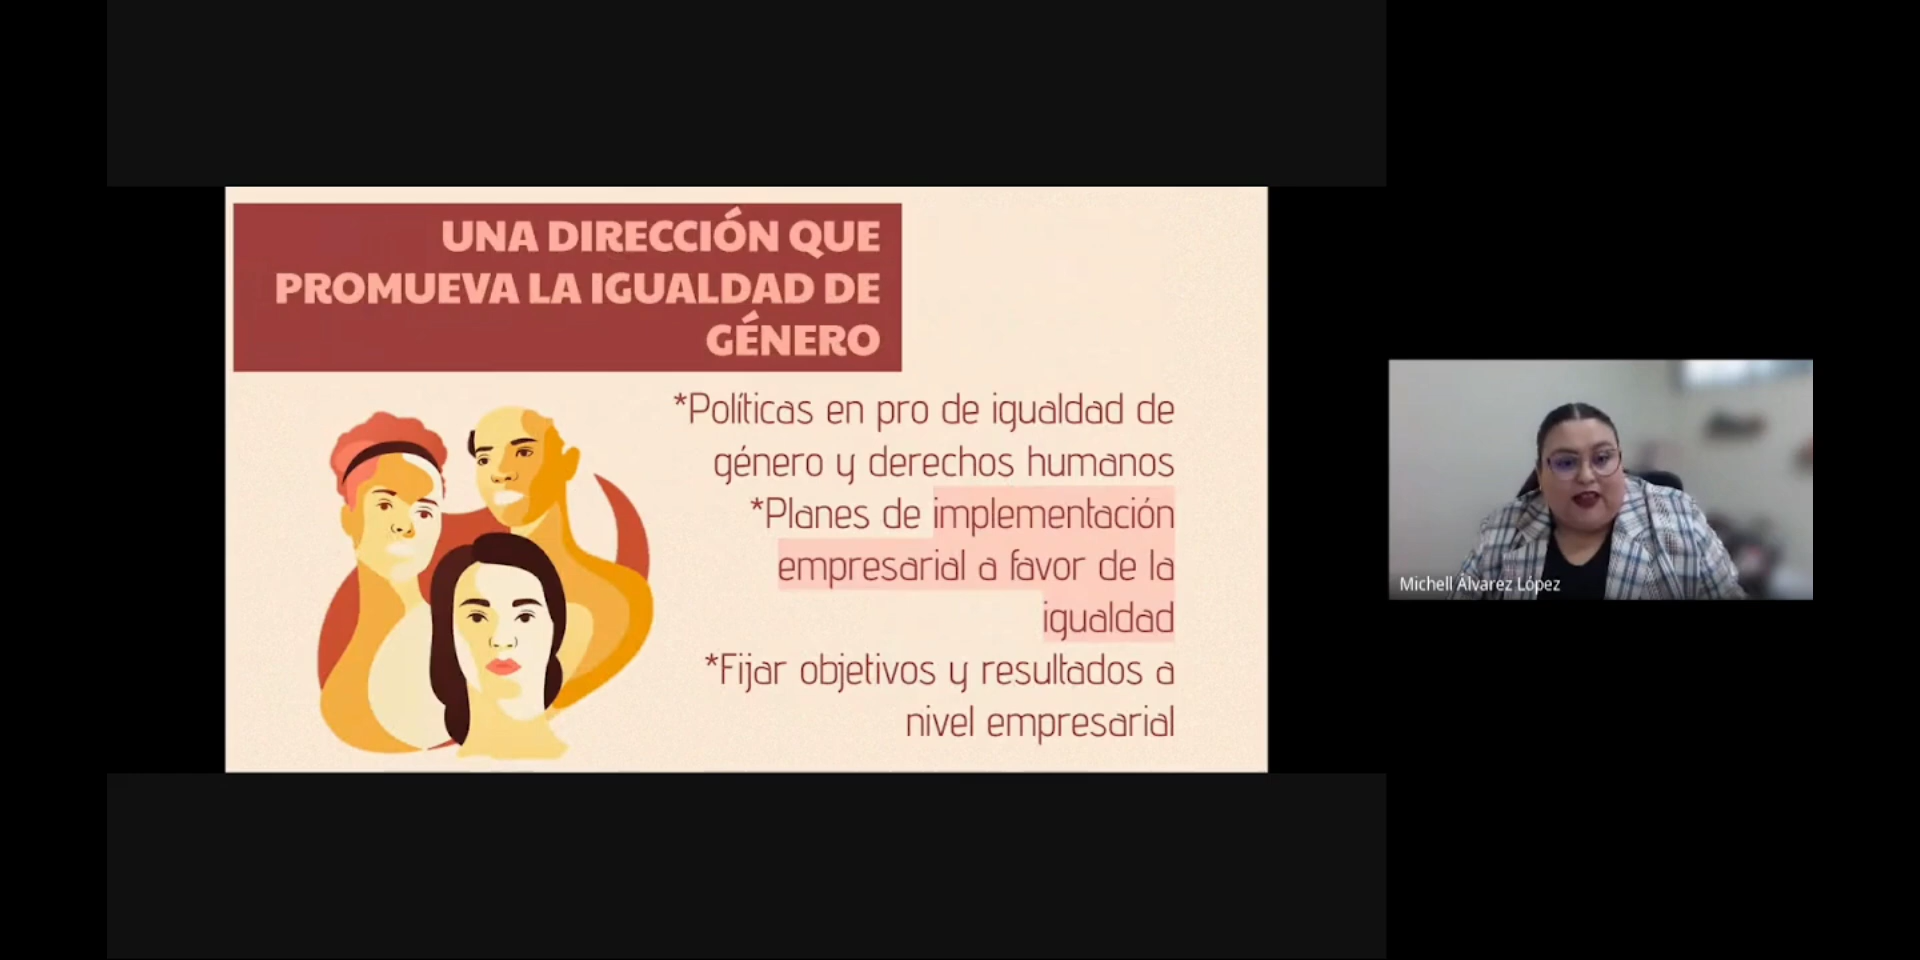 UNA DIRECCIÓN QUE
PROMUEVA LA IGUALDAD DE
GÉNERO
*Políticas en pro de igualdad de
género y derechos humanos
*Planes de implementación
empresarial a favor de la
igualdad
*Fijar objetivos y resultados a
nivel empresarial
Michell Álvarez López